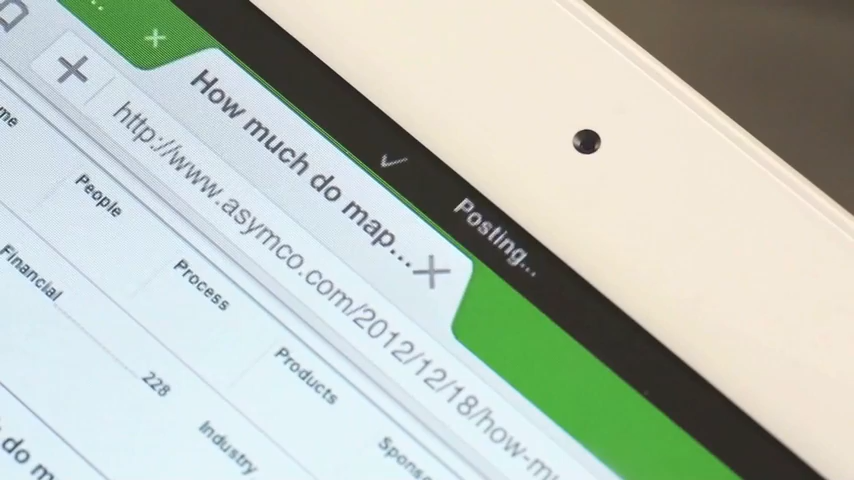 Posting...
How much do map...
http://www.asymco.com/2012/12/18/how-m
People
Process
Products
Financial
228
Industry
do m